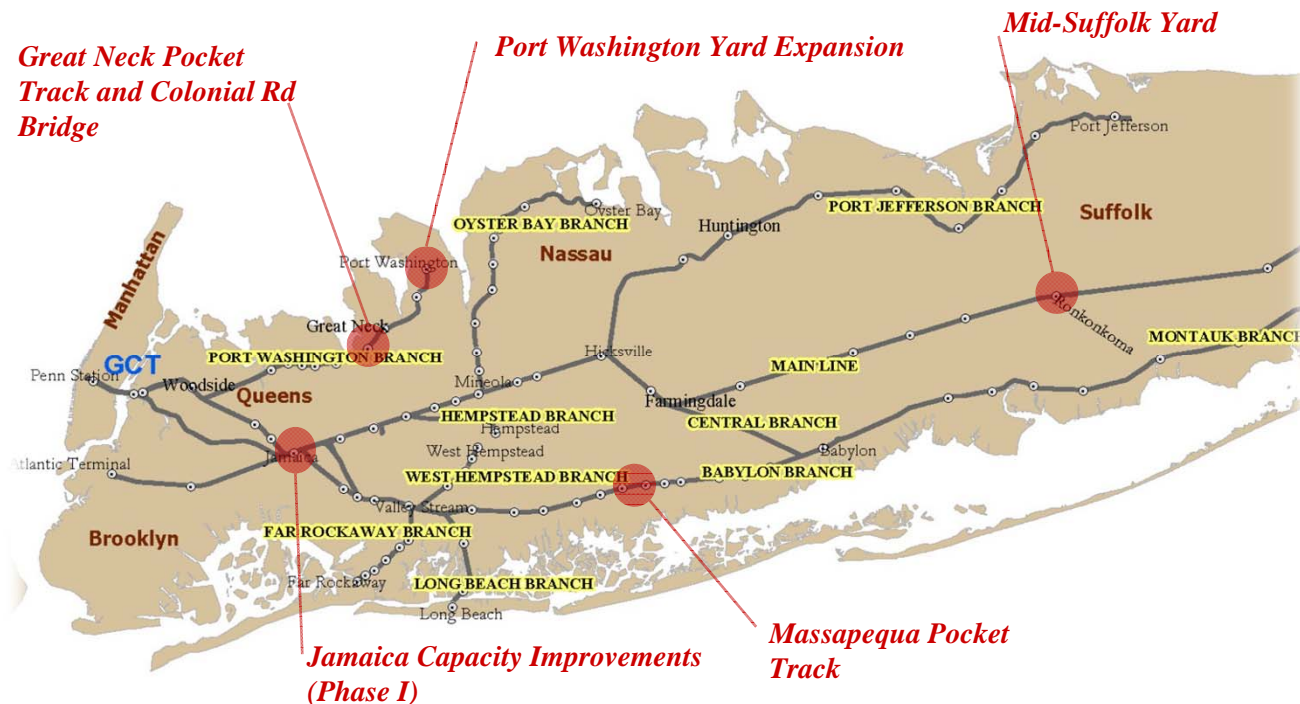 Mid-Suffolk Yard
Port Washington Yard Expansion
Great Neck Pocket
Track and Colonial Rd
Bridge
Port Jefferson
PORT JEFFERSON BRANCH
Suffolk
Oyster Bay
OYSTER BAY BRANCH
Huntington
Nassau
Manhattan
Port Washington
Ronkonkoma
Great Neck
MONTAUK BRANCH
PORT WASHINGTON BRANCH
Hicksville
GCT
MAIN LINE
Penn Station
Woodside
Mineola
Queens
Farmingdale
HEMPSTEAD BRANCH
CENTRAL BRANCH
Hempstead
West Hempstead
Babylon
Jamaica
Atlantic Terminal
WEST HEMPSTEAD BRANCH
BABYLON BRANCH
Valley Stream
Brooklyn
FAR ROCKAWAY BRANCH
Far Rockaway
LONG BEACH BRANCH
Long Beach
Massapequa Pocket
Track
Jamaica Capacity Improvements
(Phase I)